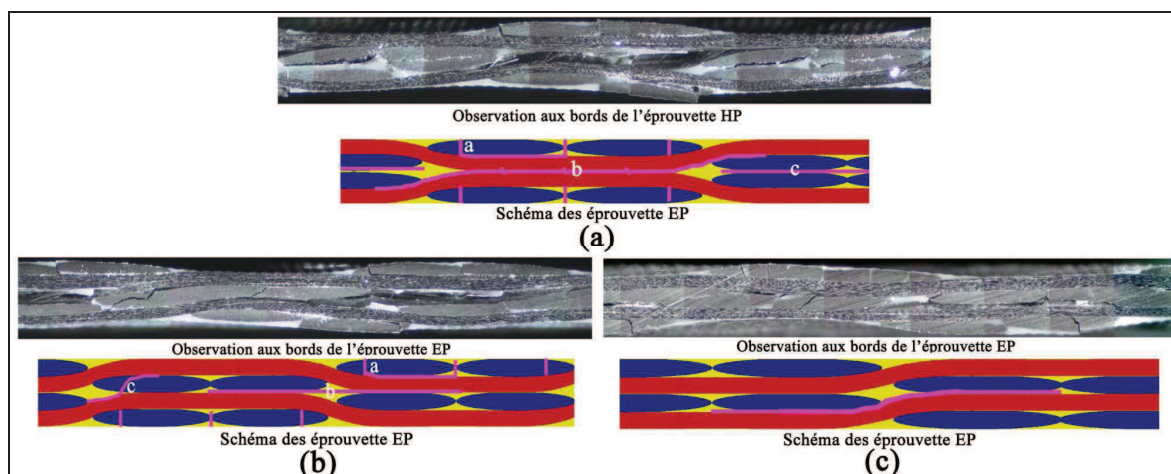 Observation aux bords de l'éprouvette HP
a
b
c
Schéma des éprouvette EP
(a)
Observation aux bords de l'éprouvette EP
Observation aux bords de l'éprouvette EP
a
c
b
Schéma des éprouvette EP
Schéma des éprouvette EP
(b)
(c)